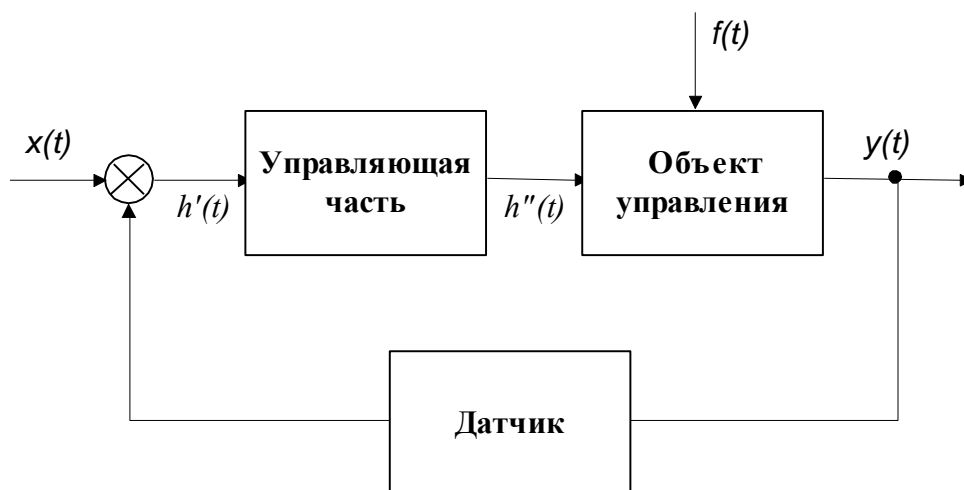 f(t)
x(t)
Управляющая
часть
Объект
управления
y(t)
h'(t)
h"(t)
Датчик